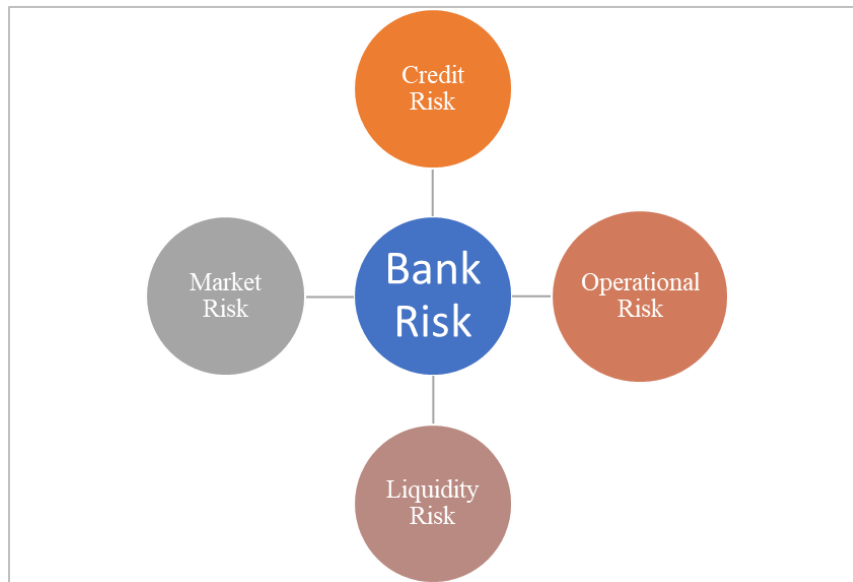 Credit
Risk
Market
Risk
Bank
Risk
Operational
Risk
Liquidity
Risk